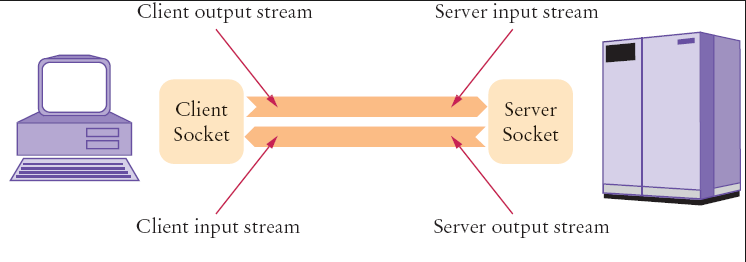 Client output stream
Server input stream
Client
Socket
Server
Socket
Client input stream
Server output stream